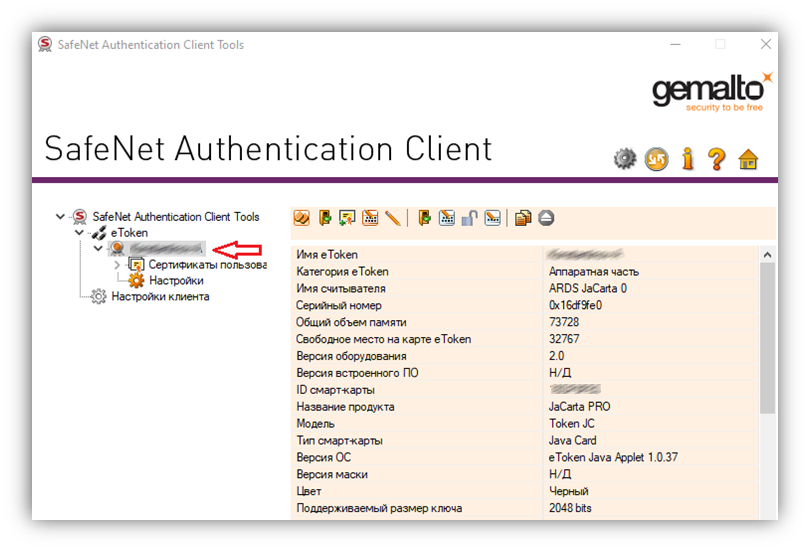 SafeNet Authentication Client Tools
gemalto
security to be free
SafeNet Authentication Client
SafeNet Authentication Client Tools
eToken
Сертификаты пользова
Настройки
Настройки клиента
Имя eToken
Категория eToken Аппаратная часть
Имя считывателя ARDS JaCarta 0
Серийный номер 0x16df9fe0
Общий объем памяти 73728
Свободное место на карте eToken 32767
Версия оборудования 2.0
Версия встроенного ПО Н/Д
ID смарт-карты
Название продукта JaCarta PRO
Модель Token JC
Тип смарт-карты Java Card
Версия ОС eToken Java Applet 1.0.37
Версия маски Н/Д
Цвет Черный
Поддерживаемый размер ключа 2048 bits